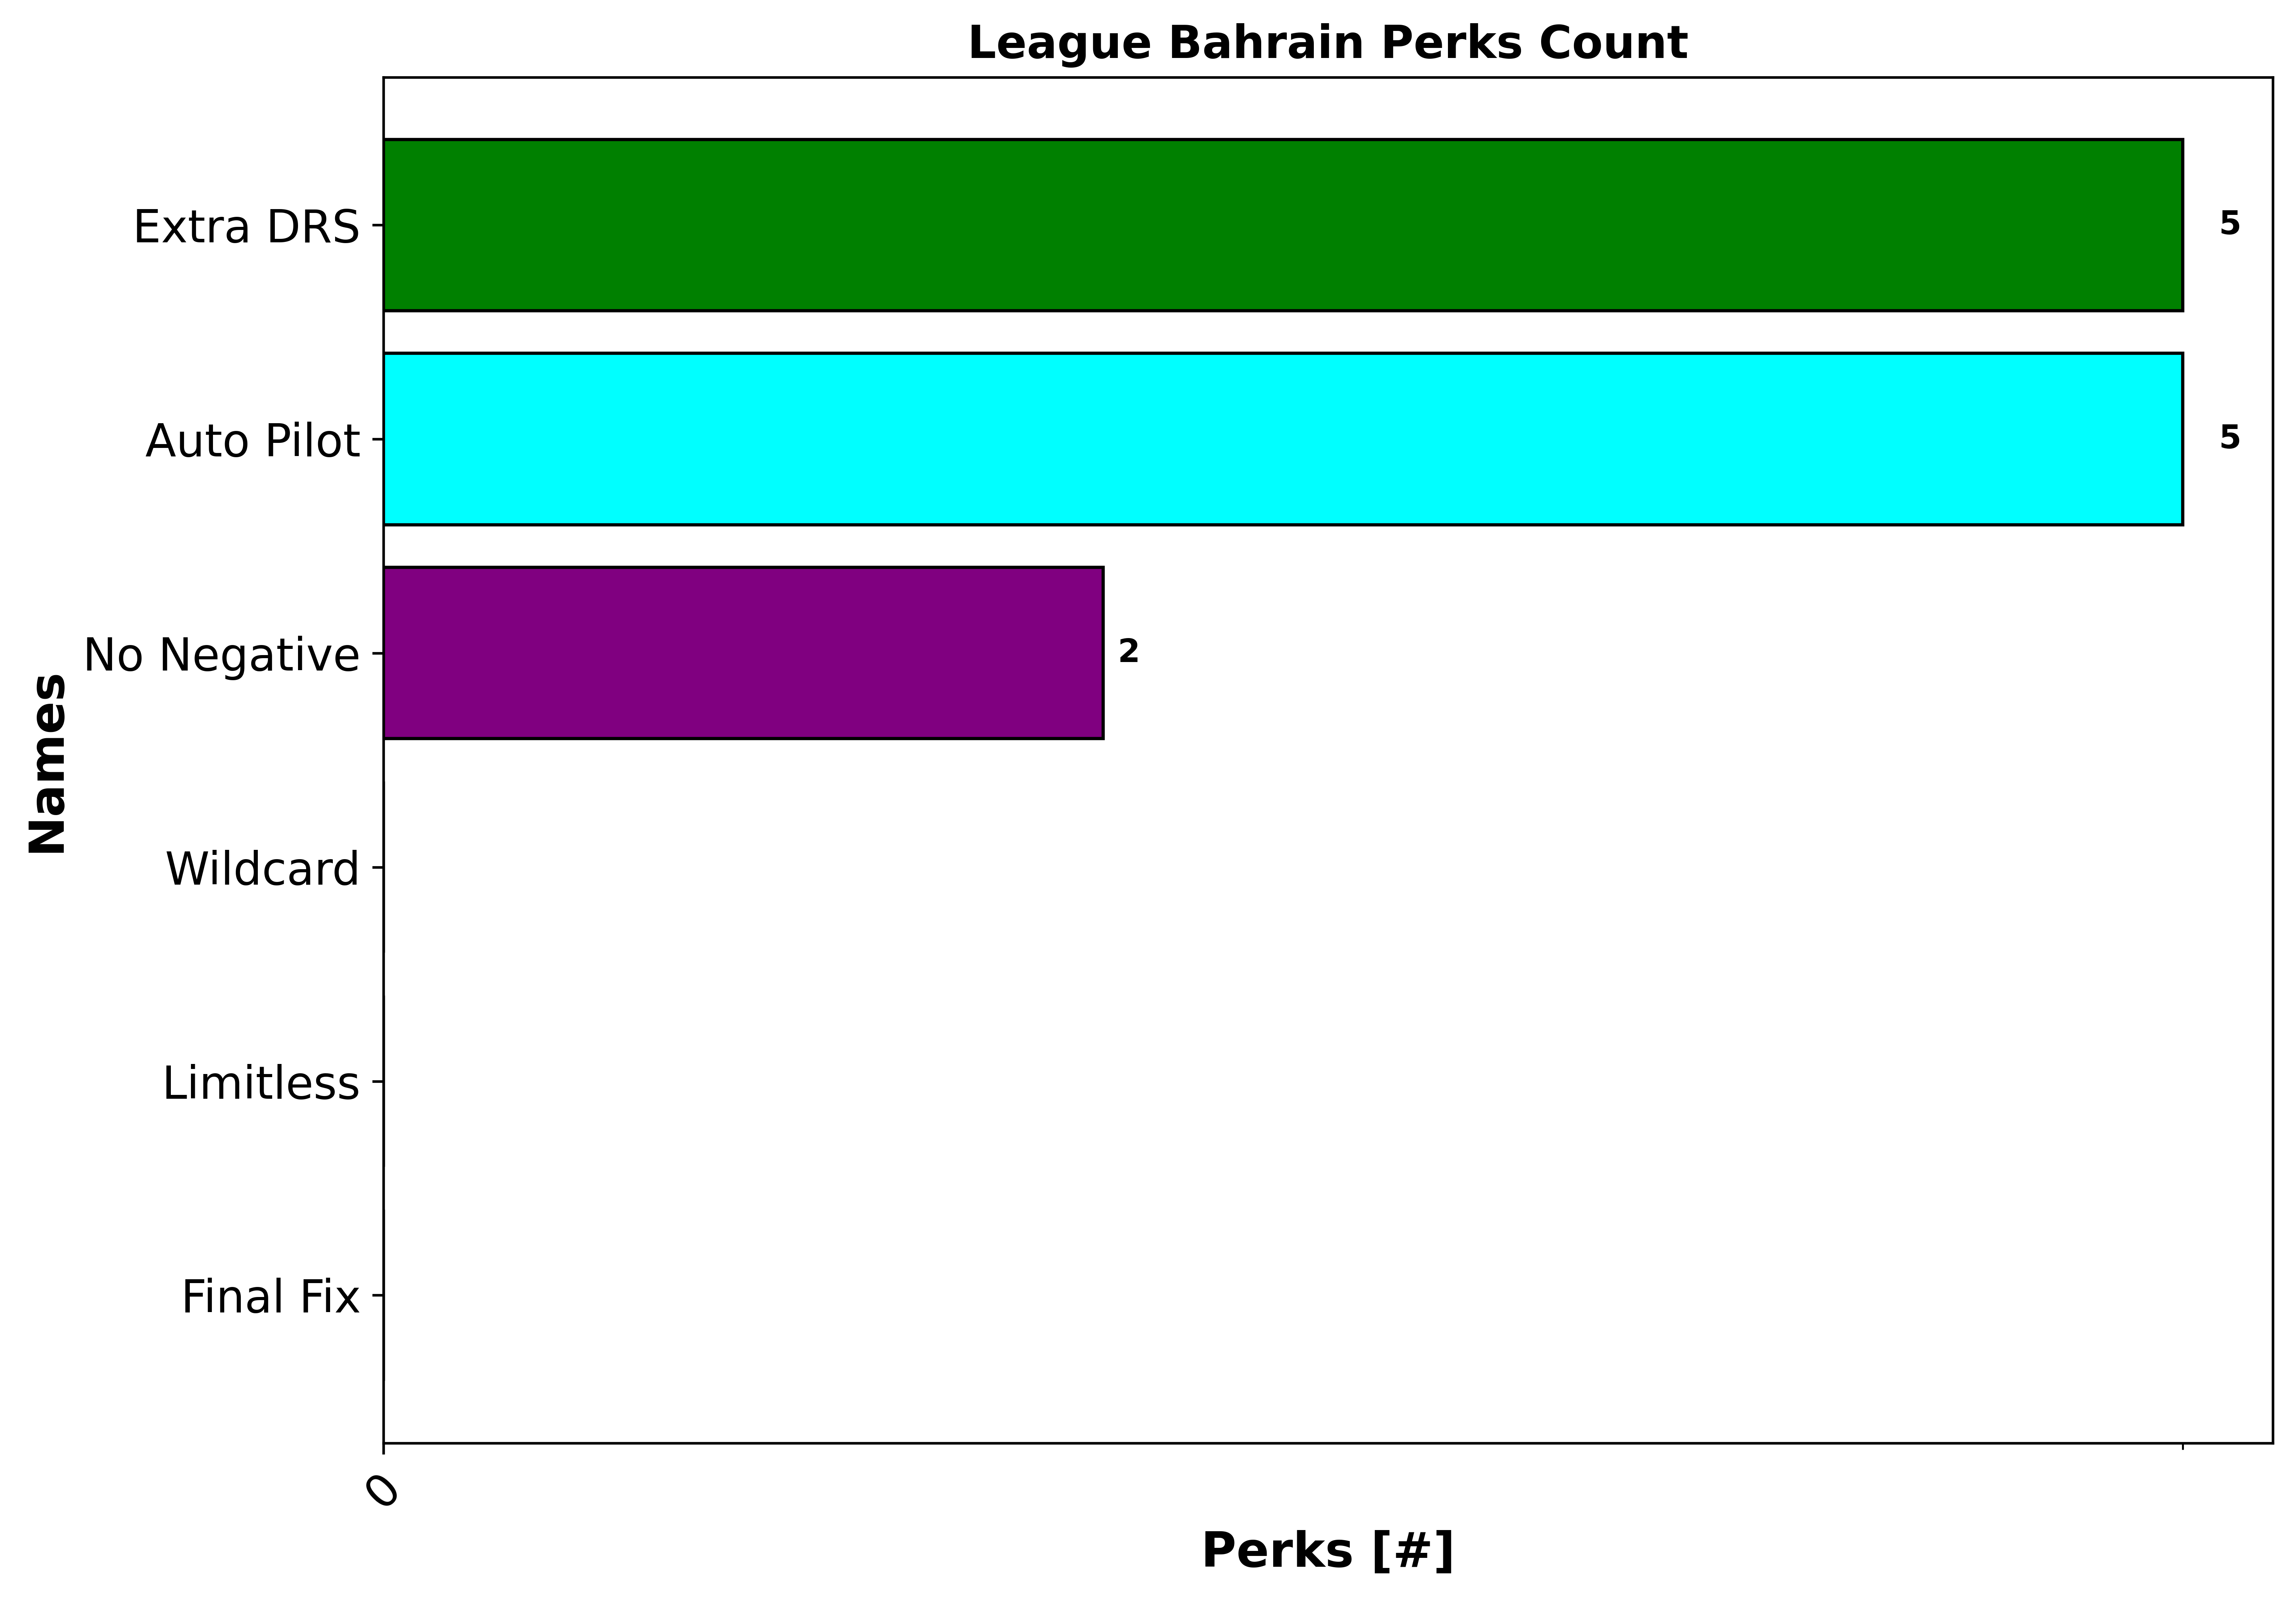 League Bahrain Perks Count
Extra DRS
5
Auto Pilot
5
No Negative
2
Names
Wildcard
Limitless
Final Fix
0
Perks [#]